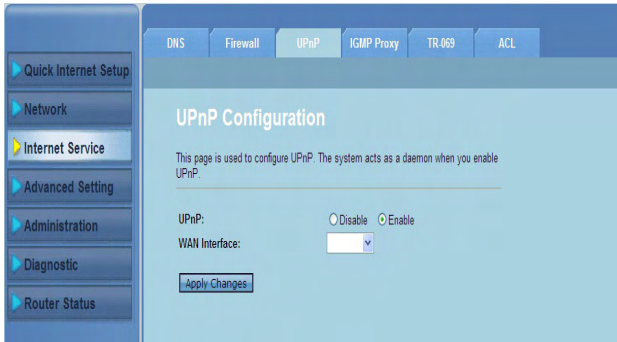 DNS Firewall UPnP IGMP Proxy TR-069 ACL
Quick Internet Setup
Network
Internet Service
Advanced Setting
Administration
Diagnostic
Router Status
UPnP Configuration
This page is used to configure UPnP. The system acts as a daemon when you enable
UPnP.
UPnP: Disable Enable
WAN Interface:
Apply Changes